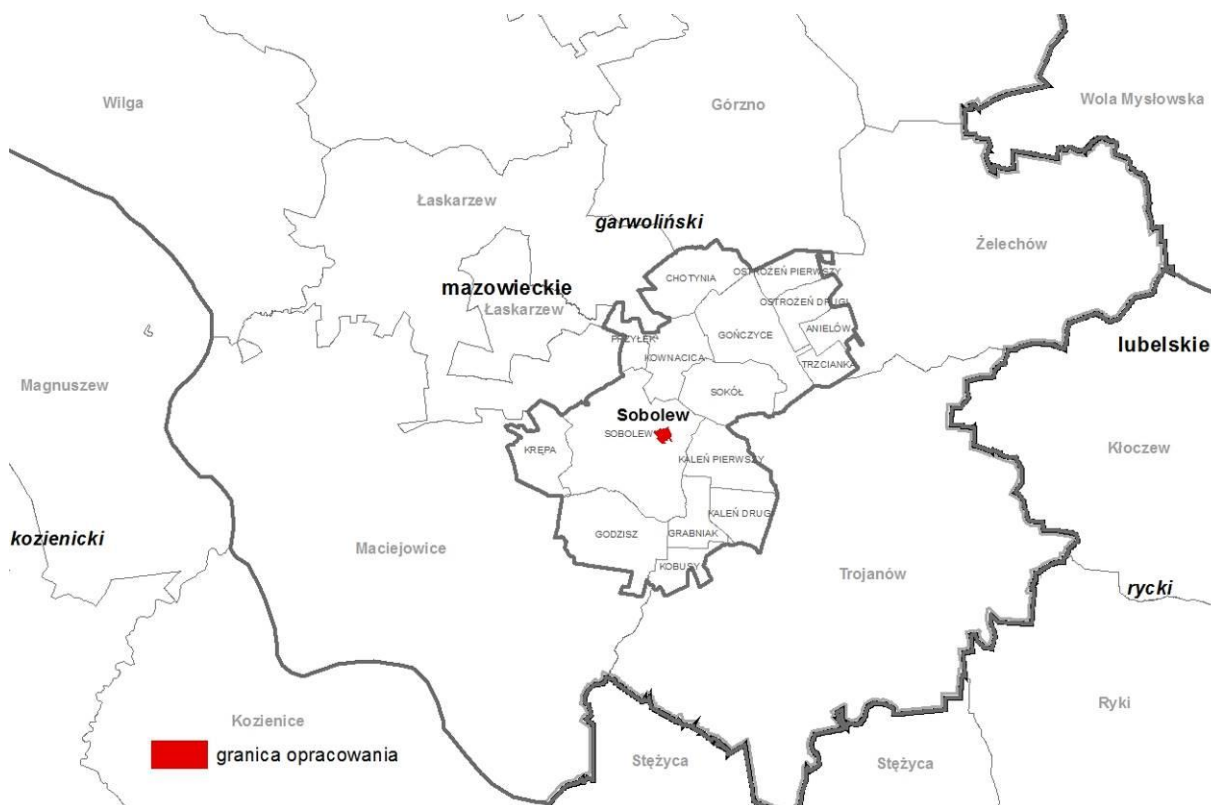 Wilga
Górzno
Wola Mysłowska
Łaskarzew
garwoliński
Żelechów
CHOTYNIA
OSTROŻEŃ PIERWSZY
mazowieckie
Łaskarzew
OSTROŻEŃ DRUGI
GOŃCZYCE
ANIELÓW
PRZYŁĘK
lubelskie
KOWNACICA
TRZCIANKA
Magnuszew
SOKÓŁ
Sobolew
SOBOLEW
KRĘPA
KALEŃ PIERWSZY
Kłoczew
KALEŃ DRUGI
kozienicki
GODZISZ
GRABNIAK
Maciejowice
KOBUSY
Trojanów
rycki
Kozienice
Ryki
granica opracowania
Stężyca
Stężyca